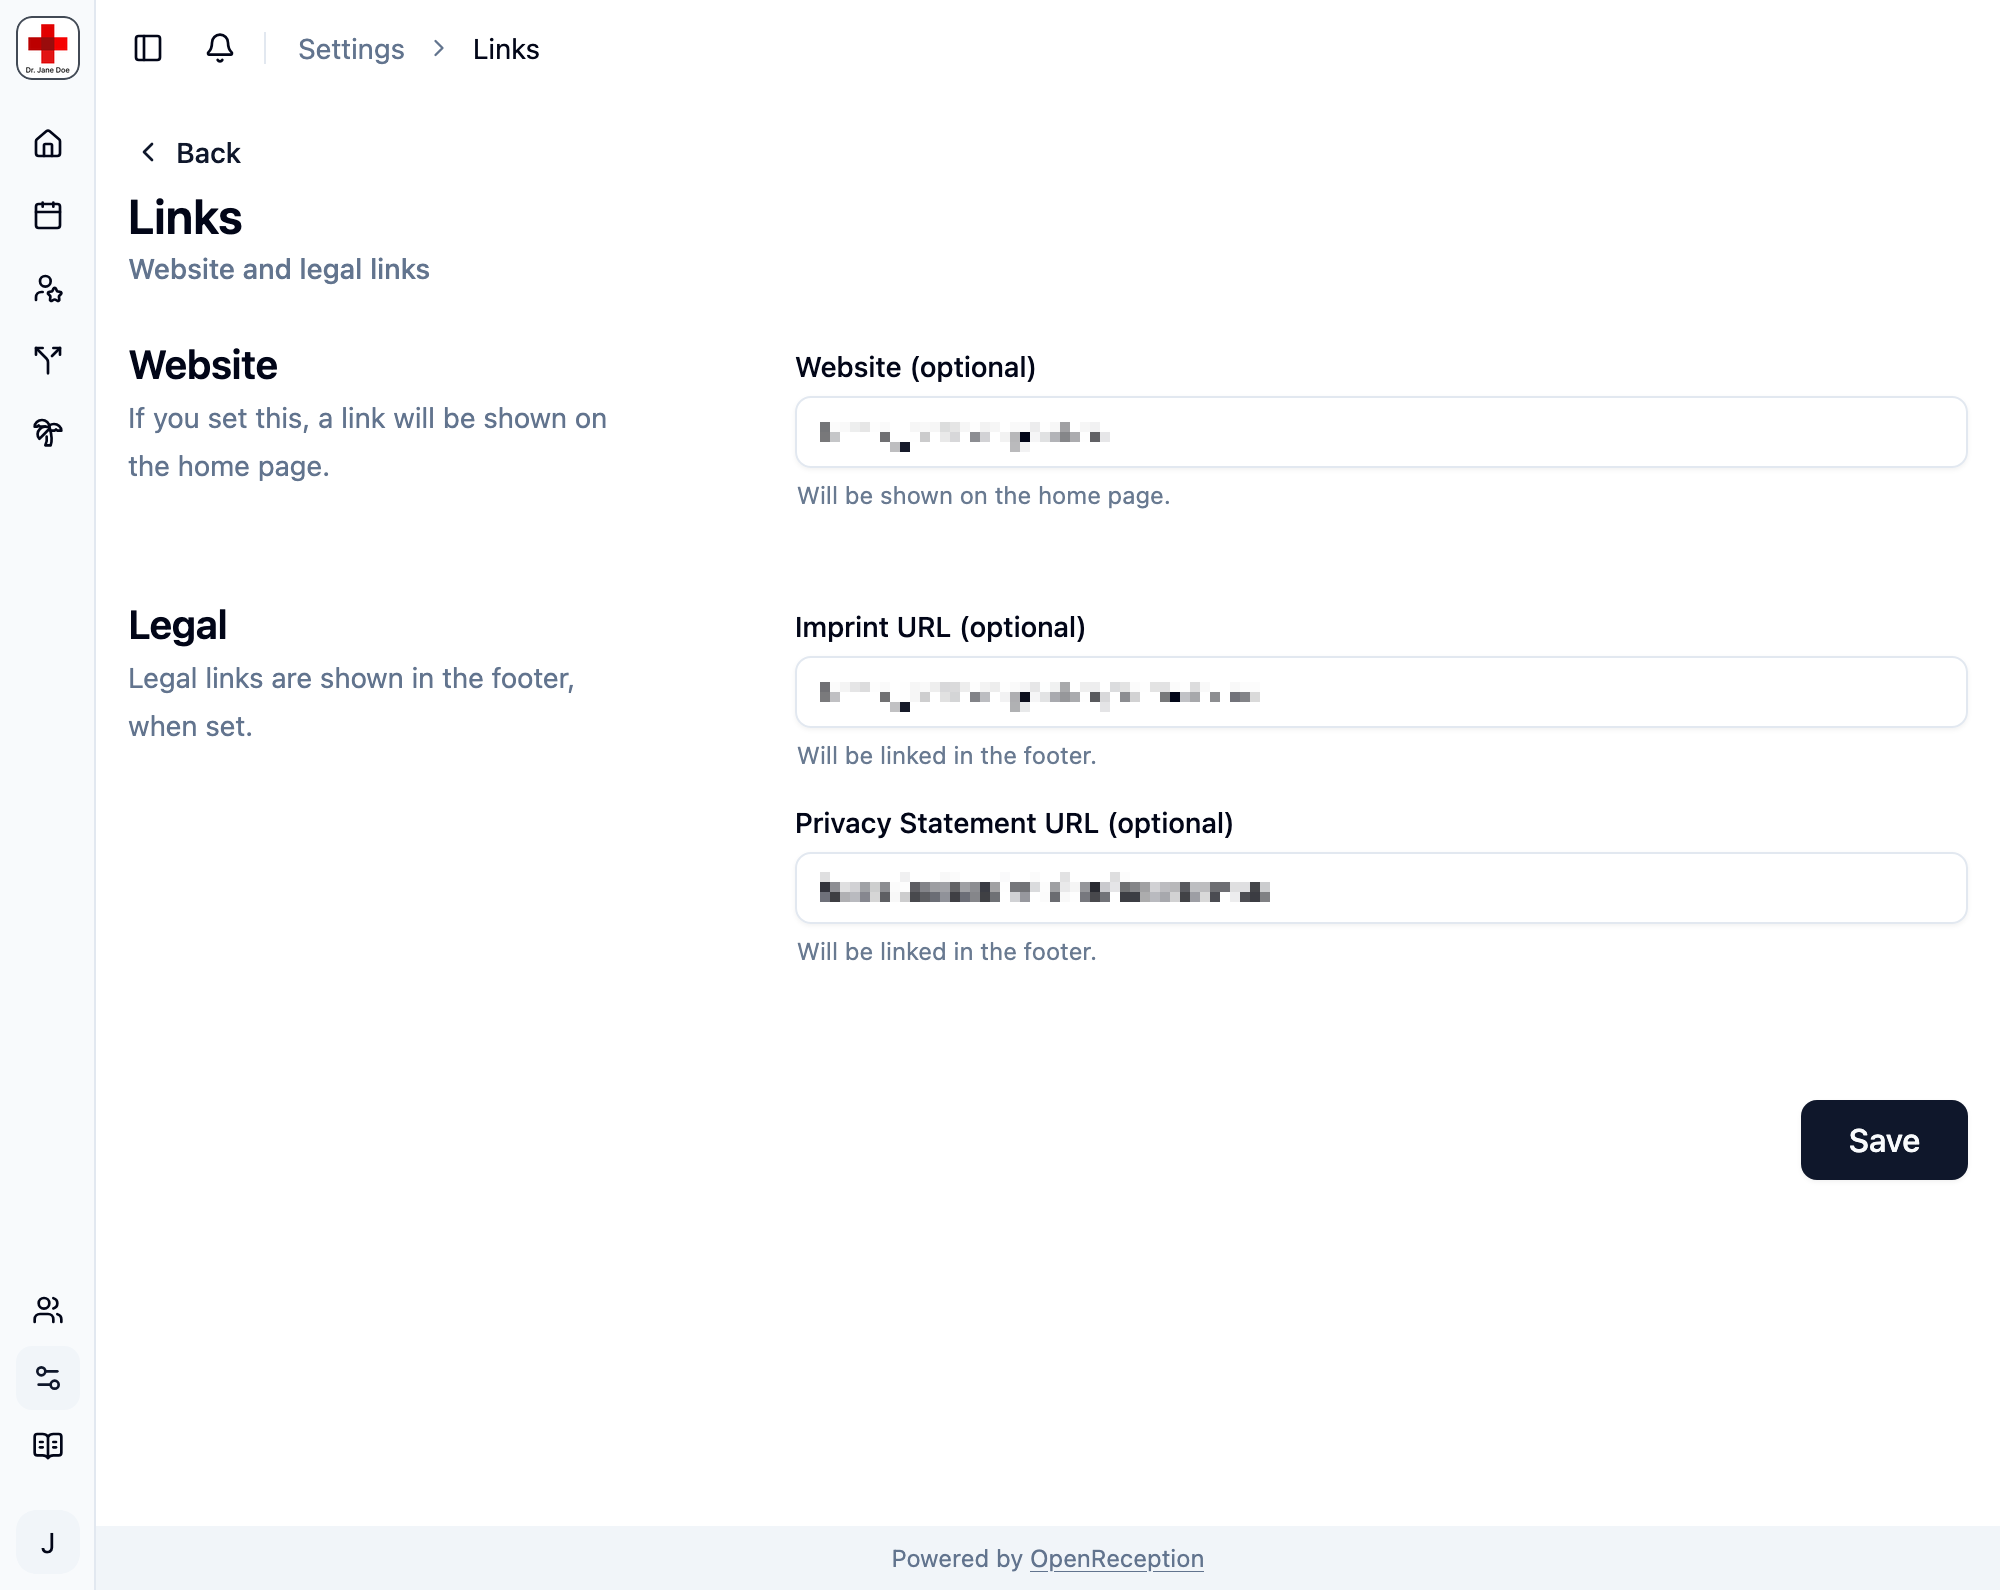 Dr. Jane Doe
Settings
Links
Back
Links
Website and legal links
Website
If you set this, a link will be shown on
the home page.
Website (optional)
Will be shown on the home page.
Legal
Legal links are shown in the footer,
when set.
Imprint URL (optional)
Will be linked in the footer.
Privacy Statement URL (optional)
Will be linked in the footer.
Save
J
Powered by OpenReception